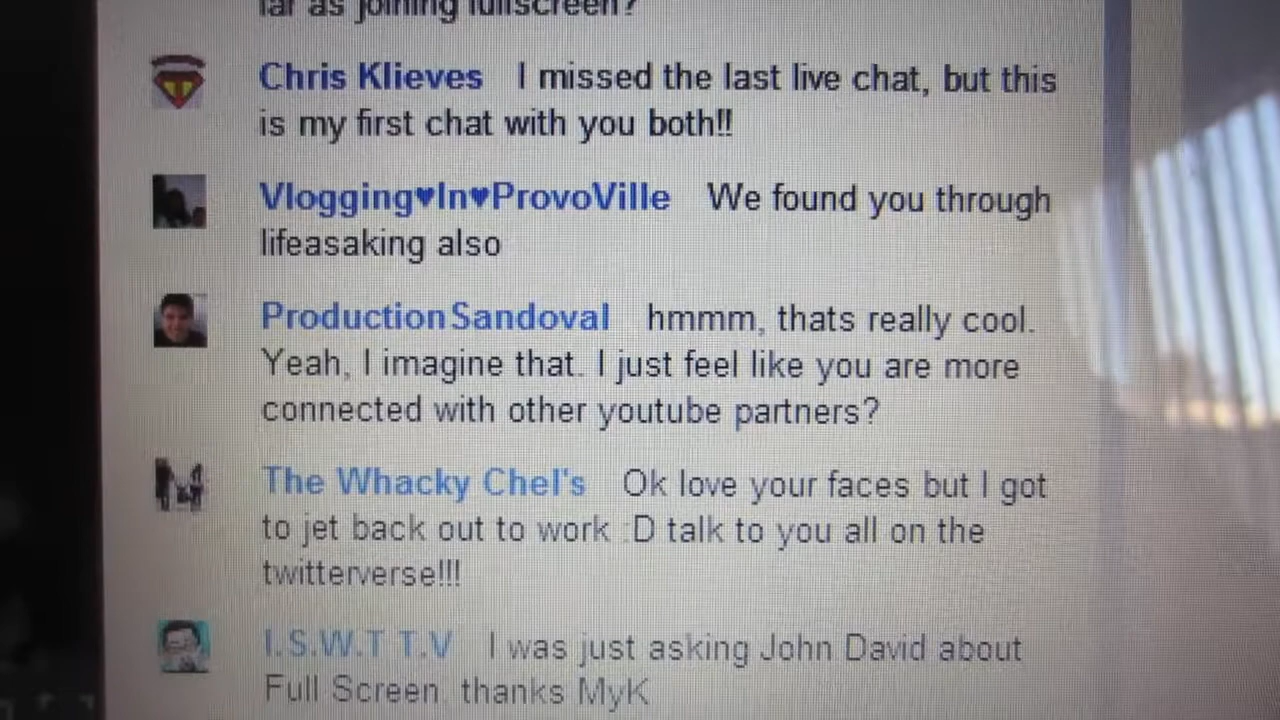 far as joining fullscreen?
Chris Klieves I missed the last live chat, but this
is my first chat with you both!!
Vlogging♥In♥ProvoVille We found you through
lifeasaking also
ProductionSandoval hmmm, thats really cool.
Yeah, I imagine that. I just feel like you are more
connected with other youtube partners?
The Whacky Chel's Ok love your faces but I got
to jet back out to work :D talk to you all on the
twitterverse!!!
I.S.W.T T.V I was just asking John David about
Full Screen, thanks MyK